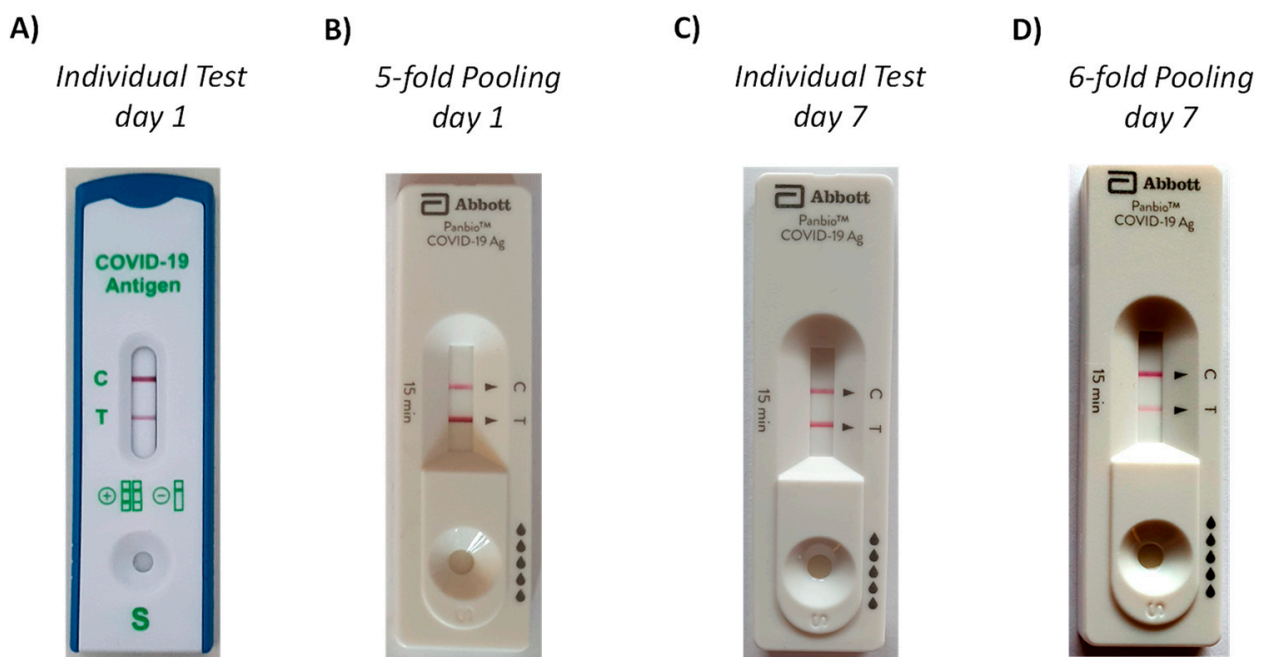 A)
Individual Test
day 1
COVID-19
Antigen
C
T
S
B)
5-fold Pooling
day 1
Abbott
Panbio™
COVID-19 Ag
15 min
C
T
S
C)
Individual Test
day 7
Abbott
Panbio™
COVID-19 Ag
15 min
C
T
S
D)
6-fold Pooling
day 7
Abbott
Panbio™
COVID-19 Ag
15 min
C
T
S